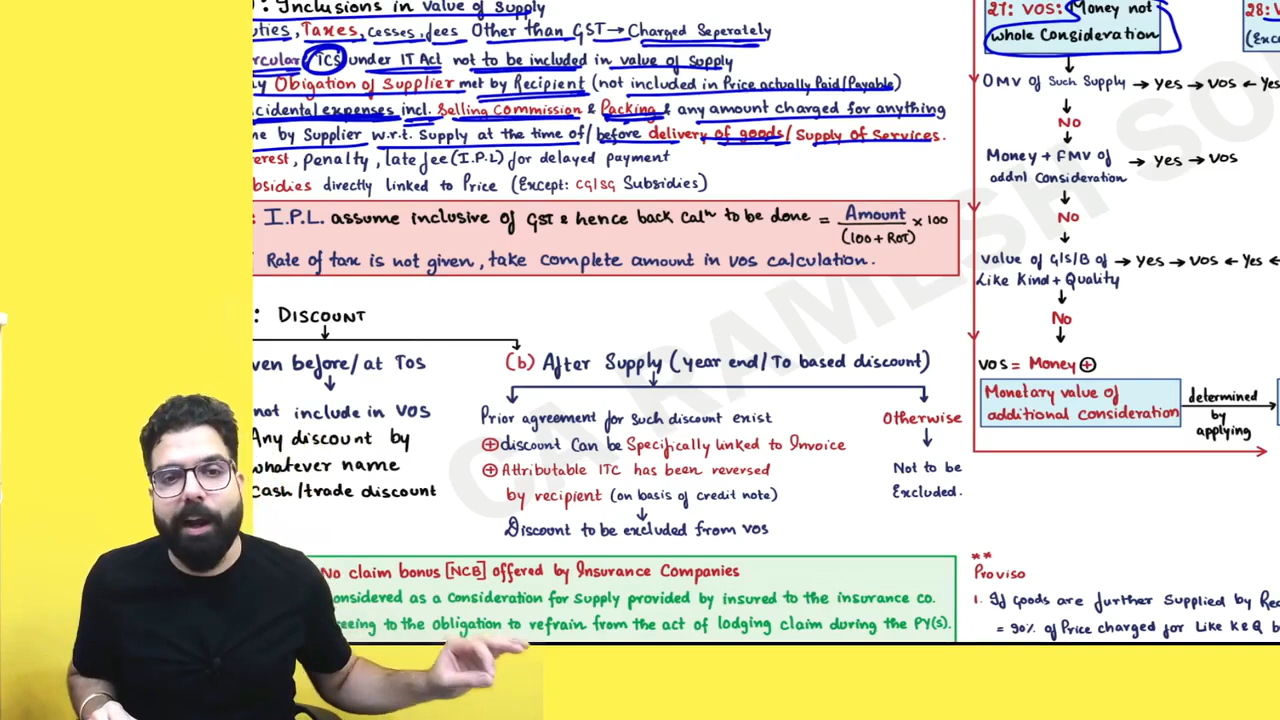 : Inclusions in Value of Supply
uties, Taxes, cesses, fees Other than GST → Charged Seperately
rcular TCS under IT Act not to be included in value of supply
y Obigation of Supplier met by Recipient (not included in Price actually Paid/Payable)
cidental expenses incl. Selling Commission & Packing & any amount charged for anything
ne by Supplier w.r.t. Supply at the time of/before delivery of goods/Supply of Services.
erest, penalty, late fee (I.P.L) for delayed payment
bsidies directly linked to Price (Except: CG/SG Subsidies)
: I.P.L. assume inclusive of GST & hence back Calⁿ to be done = Amount / (100 + ROT) × 100
Rate of tax is not given, take complete amount in vos calculation.
: DISCOUNT
ven before/at TOS
not include in VOS
Any discount by
whatever name
cash/trade discount
(b) After Supply (year end/To based discount)
Prior agreement for such discount exist
⊕ discount Can be Specifically linked to Invoice
⊕ Attributable ITC has been reversed
by recipient (on basis of credit note)
↓
Discount to be excluded from vos
Otherwise
↓
Not to be
Excluded.
No claim bonus [NCB] offered by Insurance Companies
onsidered as a Consideration for supply provided by insured to the insurance co.
reeing to the obligation to refrain from the act of lodging claim during the PY(s).
27: VOS: Money not
whole Consideration
28:
(Exc
OMV of Such Supply → Yes → VOS ← Yes
↓
NO
↓
Money + FMV of
addnl Consideration → yes → VOS
↓
No
↓
value of G/S/B of
Like Kind + Quality → Yes → VOS ← Yes
↓
No
↓
VOS = Money ⊕
Monetary value of
additional consideration
determined
by
applying
**
Proviso
1. If Goods are further Supplied by Rec
= 90% of Price charged for Like K&Q b
CA RAMESH SO